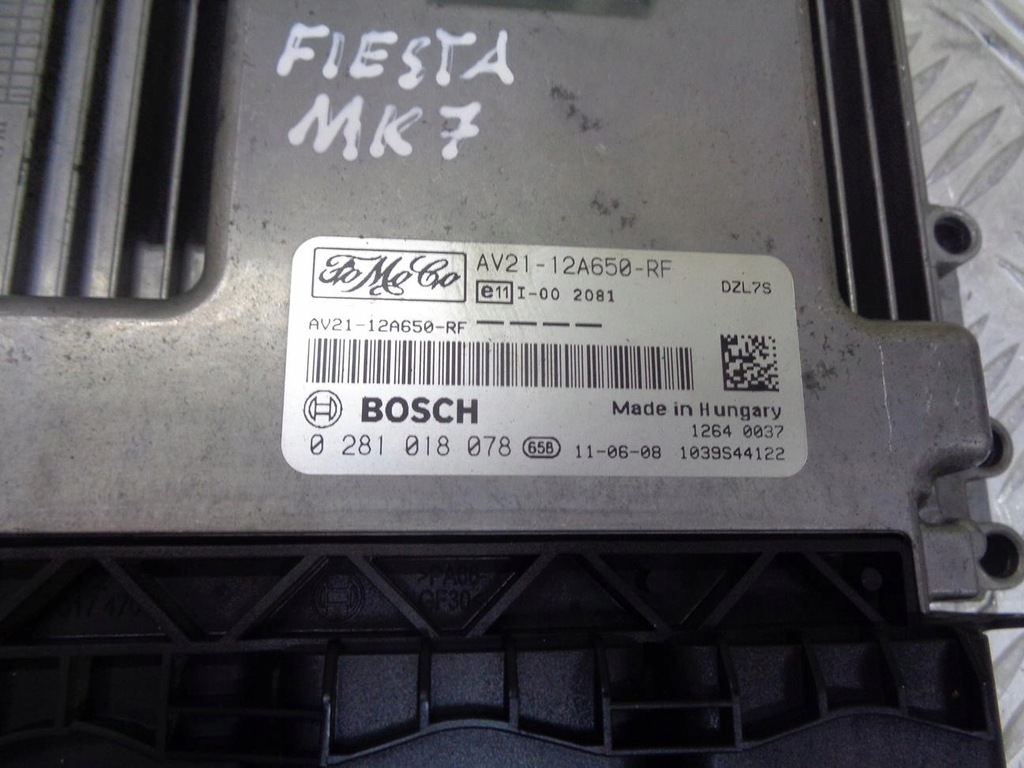 FIESTA
MK7
FoMoCo AV21-12A650-RF
e11 I-00 2081 DZL7S
AV21-12A650-RF ————
BOSCH Made in Hungary
1264 0037
0 281 018 078 658 11-06-08 1039S44122